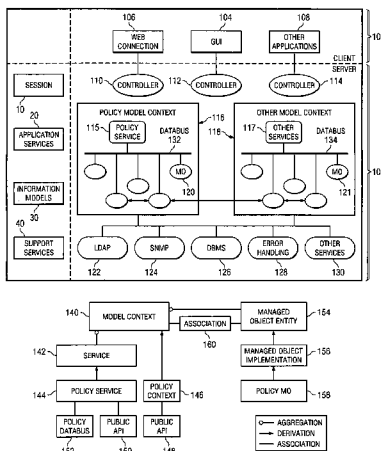 106
104
108
WEB CONNECTION
GUI
OTHER APPLICATIONS
10
CLIENT
SERVER
SESSION
10
110
CONTROLLER
112
CONTROLLER
CONTROLLER
114
20
APPLICATION SERVICES
POLICY MODEL CONTEXT
116
OTHER MODEL CONTEXT
115
POLICY SERVICE
DATABUS
132
118
117
OTHER SERVICES
DATABUS
134
MO
120
MO
121
10
INFORMATION MODELS
30
40
SUPPORT SERVICES
LDAP
SNMP
DBMS
ERROR HANDLING
OTHER SERVICES
122
124
126
128
130
140
MODEL CONTEXT
MANAGED OBJECT ENTITY
154
ASSOCIATION
160
142
SERVICE
MANAGED OBJECT IMPLEMENTATION
156
144
POLICY SERVICE
POLICY CONTEXT
146
POLICY MO
158
POLICY DATABUS
PUBLIC API
PUBLIC API
AGGREGATION
DERIVATION
ASSOCIATION
152
150
148